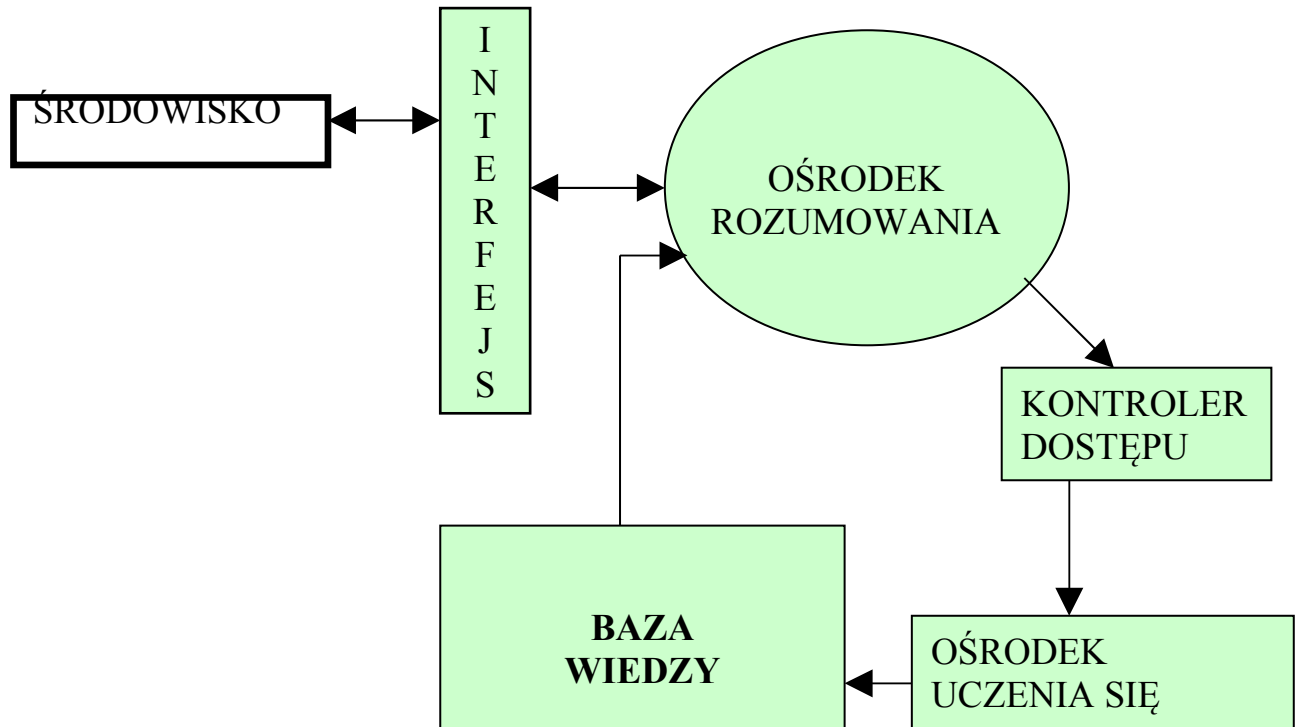 ŚRODOWISKO
I
N
T
E
R
F
E
J
S
OŚRODEK
ROZUMOWANIA
KONTROLER
DOSTĘPU
BAZA
WIEDZY
OŚRODEK
UCZENIA SIĘ